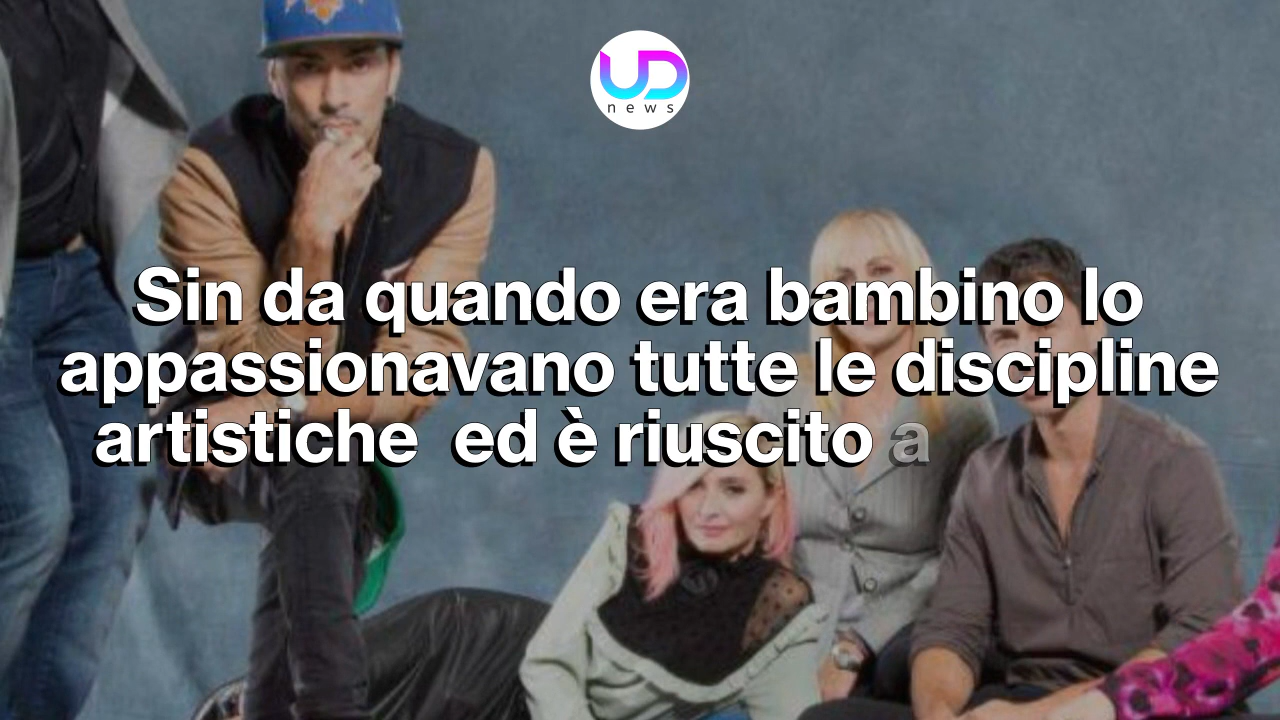 UD
news
Sin da quando era bambino lo
appassionavano tutte le discipline
artistiche  ed è riuscito a